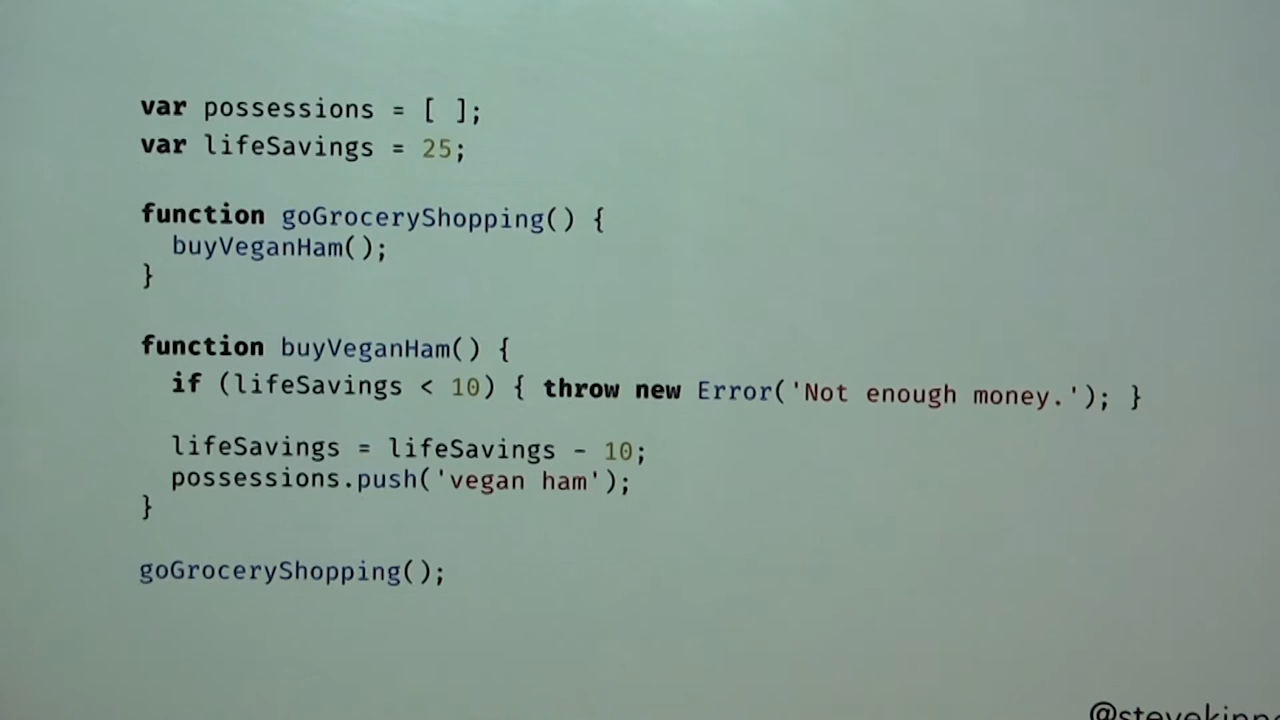 var possessions = [ ];
var lifeSavings = 25;
function goGroceryShopping() {
  buyVeganHam();
}
function buyVeganHam() {
  if (lifeSavings < 10) { throw new Error('Not enough money.'); }
  lifeSavings = lifeSavings - 10;
  possessions.push('vegan ham');
}
goGroceryShopping();